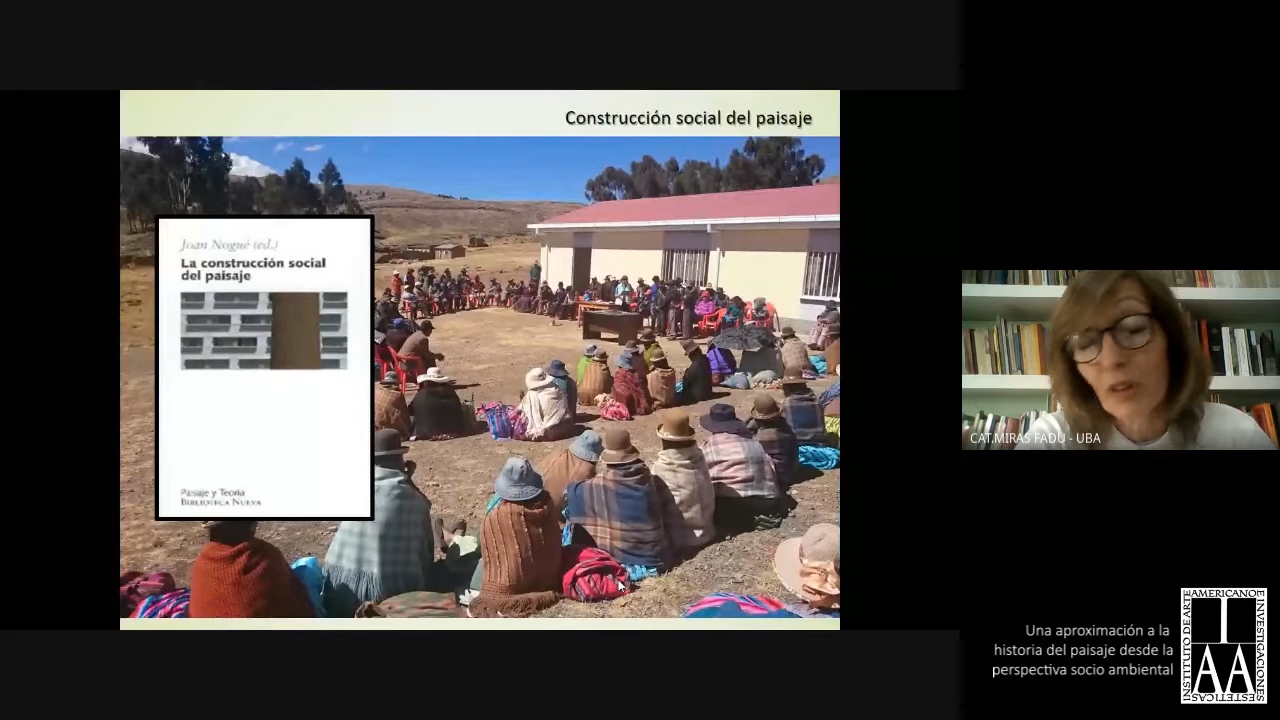 Construcción social del paisaje
Joan Nogué (ed.)
La construcción social
del paisaje
Paisaje y Teoría
BIBLIOTECA NUEVA
CAT.MIRAS FADU - UBA
Una aproximación a la
historia del paisaje desde la
perspectiva socio ambiental
INSTITUTO DE ARTE
AMERICANO
E INVESTIGACIONES
ESTETICAS
IAA